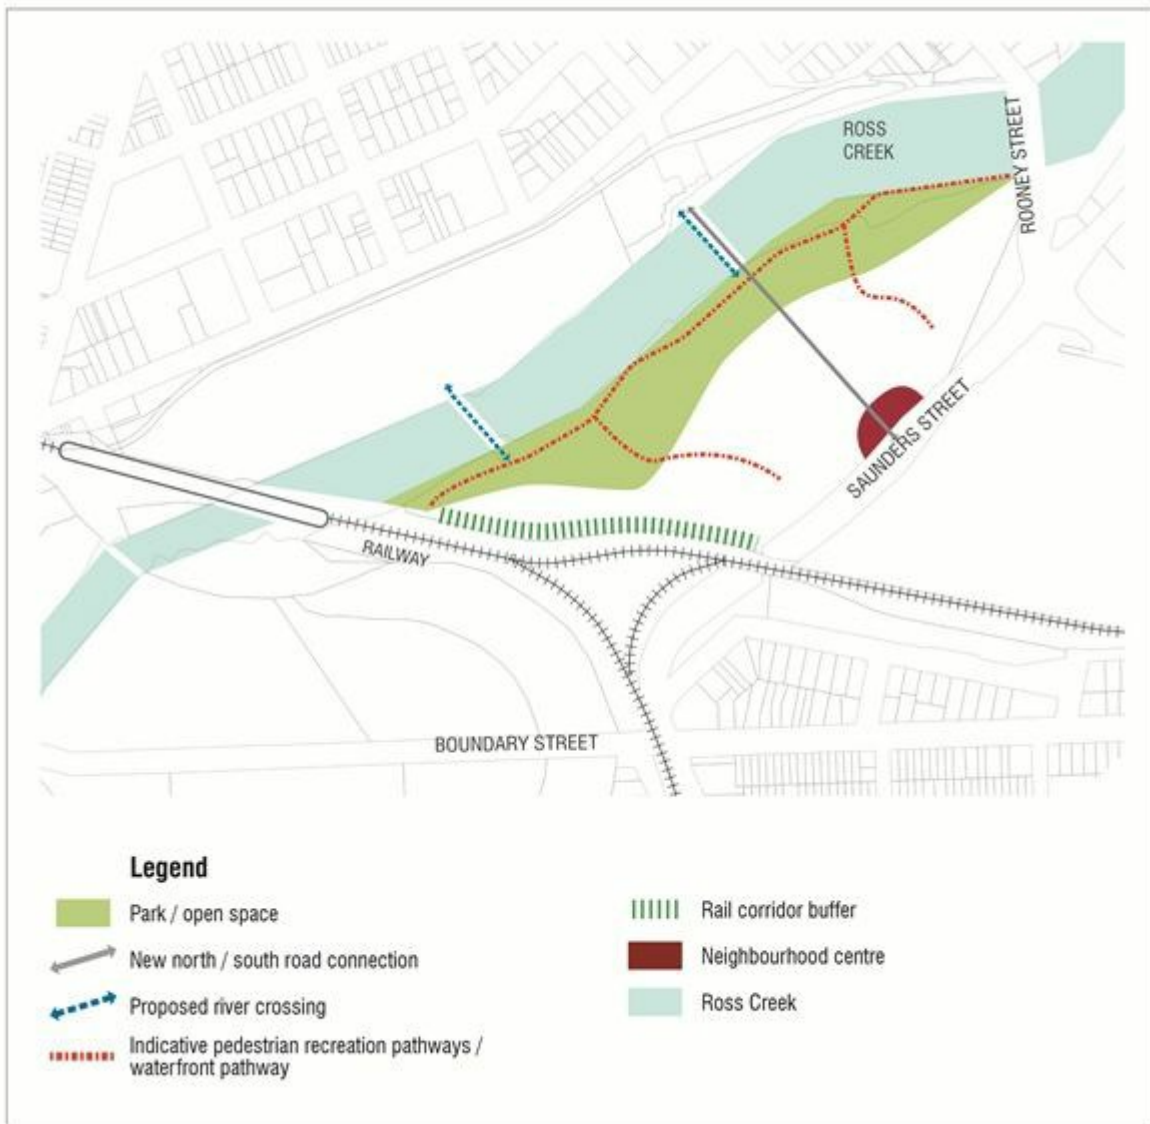 ROSS
CREEK
ROONEY STREET
SAUNDERS STREET
RAILWAY
BOUNDARY STREET
Legend
Park / open space
New north / south road connection
Proposed river crossing
Indicative pedestrian recreation pathways /
waterfront pathway
Rail corridor buffer
Neighbourhood centre
Ross Creek